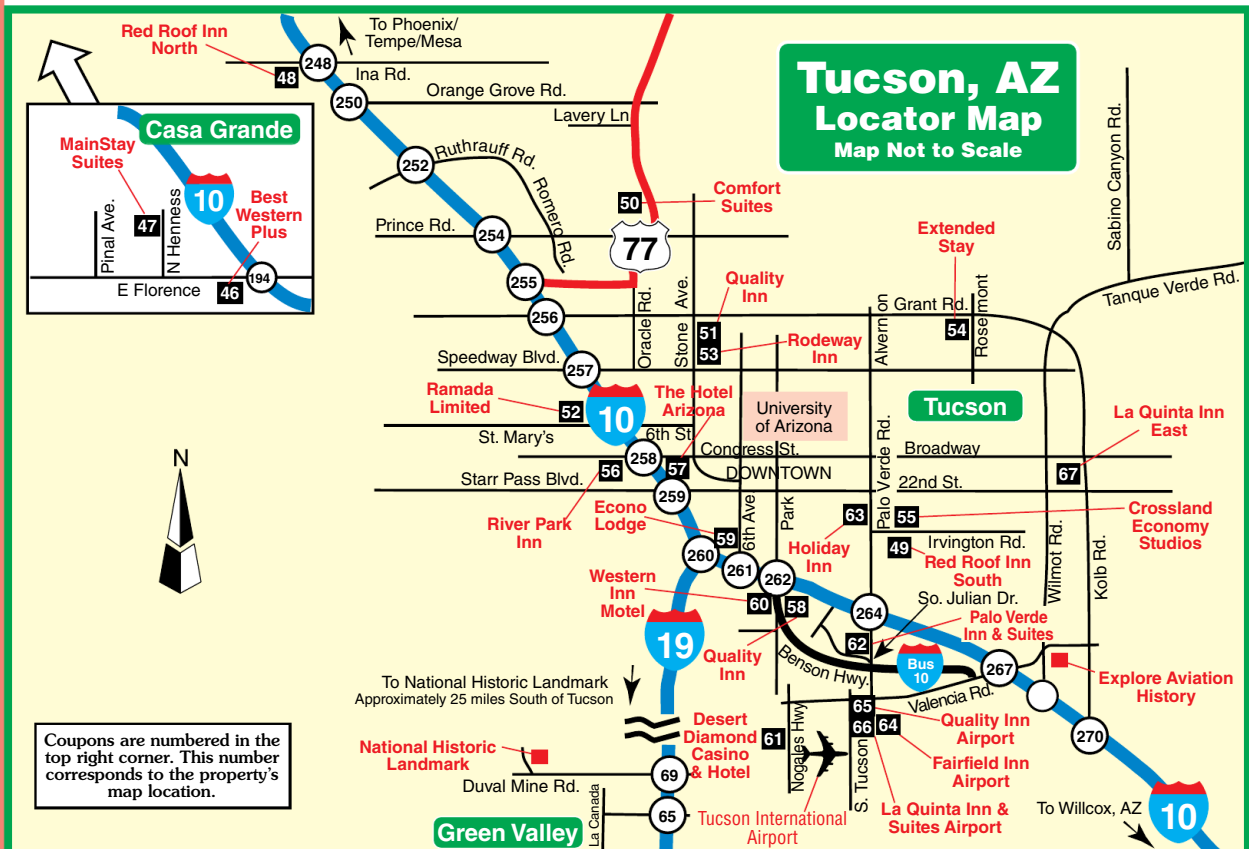 Tucson, AZ
Locator Map
Map Not to Scale
To Phoenix/
Tempe/Mesa
Red Roof Inn
North
48
248
Ina Rd.
250
Orange Grove Rd.
Lavery Ln
Casa Grande
MainStay
Suites
47
10
Best
Western
Plus
Pinal Ave.
N Henness
194
E Florence
46
252
Ruthrauff Rd.
Romero Rd.
50
Comfort
Suites
Sabino Canyon Rd.
Prince Rd.
254
77
Extended
Stay
255
Quality
Inn
Tanque Verde Rd.
256
Oracle Rd.
Stone Ave.
51
53
Rodeway
Inn
Alvernon
Grant Rd.
54
Rosemont
Speedway Blvd.
257
Ramada
Limited
52
10
The Hotel
Arizona
University
of Arizona
Tucson
La Quinta Inn
East
St. Mary's
6th St
Congress St.
Broadway
258
56
57
DOWNTOWN
67
Starr Pass Blvd.
22nd St.
259
N
River Park
Inn
Econo
Lodge
59
6th Ave
Park
63
Palo Verde Rd.
55
Crossland
Economy
Studios
Holiday
Inn
Irvington Rd.
49
Red Roof Inn
South
Wilmot Rd.
Kolb Rd.
260
261
262
Western
Inn
Motel
60
58
264
So. Julian Dr.
62
Palo Verde
Inn & Suites
19
Quality
Inn
Benson Hwy.
Bus
10
267
Explore Aviation
History
To National Historic Landmark
Approximately 25 miles South of Tucson
Valencia Rd.
65
Quality Inn
Airport
66
64
Fairfield Inn
Airport
270
Desert
Diamond
Casino
& Hotel
61
Nogales Hwy
S. Tucson
Coupons are numbered in the
top right corner. This number
corresponds to the property's
map location.
National Historic
Landmark
69
Duval Mine Rd.
La Canada
65
Green Valley
Tucson International
Airport
La Quinta Inn &
Suites Airport
To Willcox, AZ
10